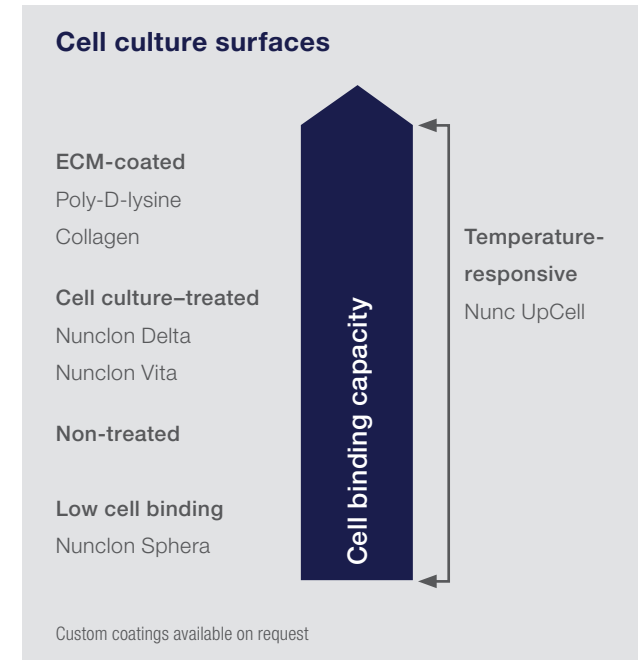 Cell culture surfaces
ECM-coated
Poly-D-lysine
Collagen
Cell culture–treated
Nunclon Delta
Nunclon Vita
Non-treated
Low cell binding
Nunclon Sphera
Cell binding capacity
Temperature-
responsive
Nunc UpCell
Custom coatings available on request